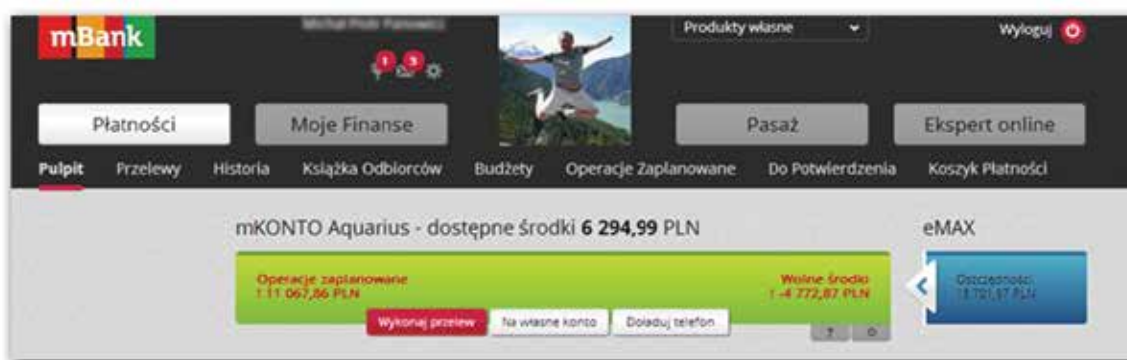 mBank
Produkty własne
Wyloguj
1 3
Płatności
Moje Finanse
Pasaż
Ekspert online
Pulpit Przelewy Historia Książka Odbiorców Budżety Operacje Zaplanowane Do Potwierdzenia Koszyk Płatności
mKONTO Aquarius - dostępne środki 6 294,99 PLN
eMAX
Operacje zaplanowane
11 067,86 PLN
Wolne środki
-4 772,87 PLN
Oszczędności
Wykonaj przelew
Na własne konto
Doładuj telefon
?